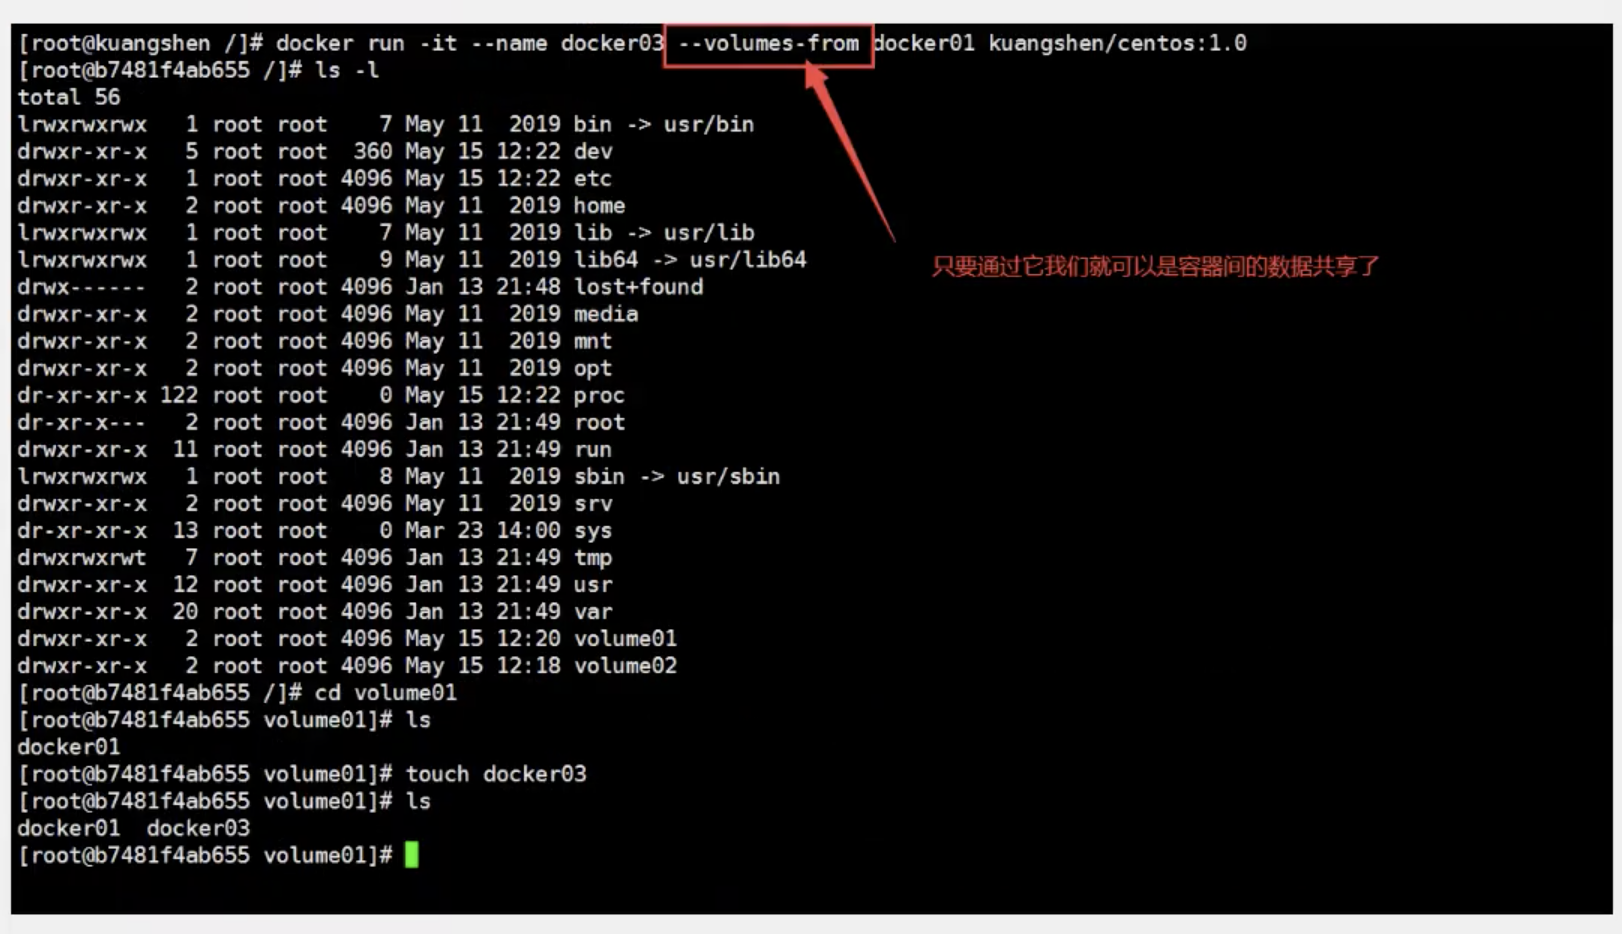 [root@kuangshen /]# docker run -it --name docker03 --volumes-from docker01 kuangshen/centos:1.0
[root@b7481f4ab655 /]# ls -l
total 56
lrwxrwxrwx   1 root root    7 May 11  2019 bin -> usr/bin
drwxr-xr-x   5 root root  360 May 15 12:22 dev
drwxr-xr-x   1 root root 4096 May 15 12:22 etc
drwxr-xr-x   2 root root 4096 May 11  2019 home
lrwxrwxrwx   1 root root    7 May 11  2019 lib -> usr/lib
lrwxrwxrwx   1 root root    9 May 11  2019 lib64 -> usr/lib64
只要通过它我们就可以是容器间的数据共享了
drwx------   2 root root 4096 Jan 13 21:48 lost+found
drwxr-xr-x   2 root root 4096 May 11  2019 media
drwxr-xr-x   2 root root 4096 May 11  2019 mnt
drwxr-xr-x   2 root root 4096 May 11  2019 opt
dr-xr-xr-x 122 root root    0 May 15 12:22 proc
dr-xr-x---   2 root root 4096 Jan 13 21:49 root
drwxr-xr-x  11 root root 4096 Jan 13 21:49 run
lrwxrwxrwx   1 root root    8 May 11  2019 sbin -> usr/sbin
drwxr-xr-x   2 root root 4096 May 11  2019 srv
dr-xr-xr-x  13 root root    0 Mar 23 14:00 sys
drwxrwxrwt   7 root root 4096 Jan 13 21:49 tmp
drwxr-xr-x  12 root root 4096 Jan 13 21:49 usr
drwxr-xr-x  20 root root 4096 Jan 13 21:49 var
drwxr-xr-x   2 root root 4096 May 15 12:20 volume01
drwxr-xr-x   2 root root 4096 May 15 12:18 volume02
[root@b7481f4ab655 /]# cd volume01
[root@b7481f4ab655 volume01]# ls
docker01
[root@b7481f4ab655 volume01]# touch docker03
[root@b7481f4ab655 volume01]# ls
docker01  docker03
[root@b7481f4ab655 volume01]#